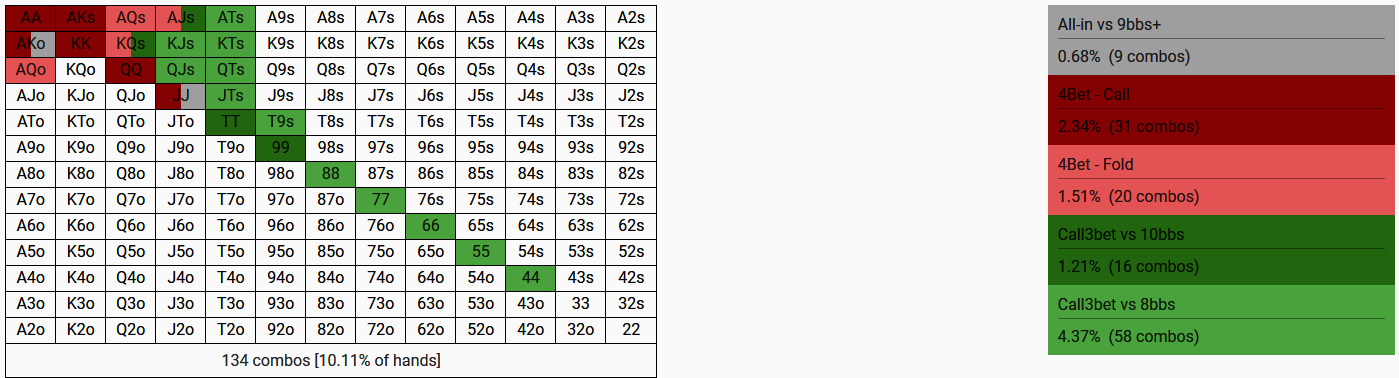 AA AKs AQs AJs ATs A9s A8s A7s A6s A5s A4s A3s A2s
AKo KK KQs KJs KTs K9s K8s K7s K6s K5s K4s K3s K2s
AQo KQo QQ QJs QTs Q9s Q8s Q7s Q6s Q5s Q4s Q3s Q2s
AJo KJo QJo JJ JTs J9s J8s J7s J6s J5s J4s J3s J2s
ATo KTo QTo JTo TT T9s T8s T7s T6s T5s T4s T3s T2s
A9o K9o Q9o J9o T9o 99 98s 97s 96s 95s 94s 93s 92s
A8o K8o Q8o J8o T8o 98o 88 87s 86s 85s 84s 83s 82s
A7o K7o Q7o J7o T7o 97o 87o 77 76s 75s 74s 73s 72s
A6o K6o Q6o J6o T6o 96o 86o 76o 66 65s 64s 63s 62s
A5o K5o Q5o J5o T5o 95o 85o 75o 65o 55 54s 53s 52s
A4o K4o Q4o J4o T4o 94o 84o 74o 64o 54o 44 43s 42s
A3o K3o Q3o J3o T3o 93o 83o 73o 63o 53o 43o 33 32s
A2o K2o Q2o J2o T2o 92o 82o 72o 62o 52o 42o 32o 22
134 combos [10.11% of hands]
All-in vs 9bbs+
0.68% (9 combos)
4Bet - Call
2.34% (31 combos)
4Bet - Fold
1.51% (20 combos)
Call3bet vs 10bbs
1.21% (16 combos)
Call3bet vs 8bbs
4.37% (58 combos)